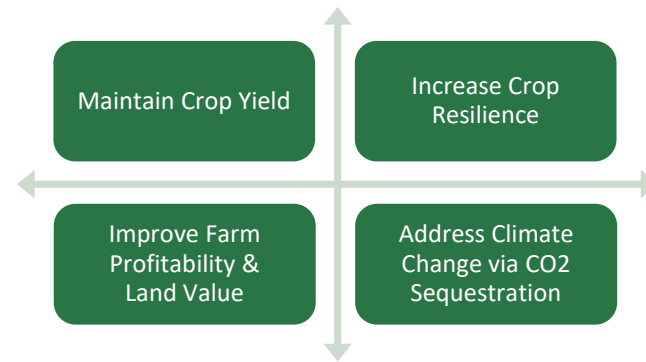 Maintain Crop Yield
Increase Crop
Resilience
Improve Farm
Profitability &
Land Value
Address Climate
Change via CO2
Sequestration